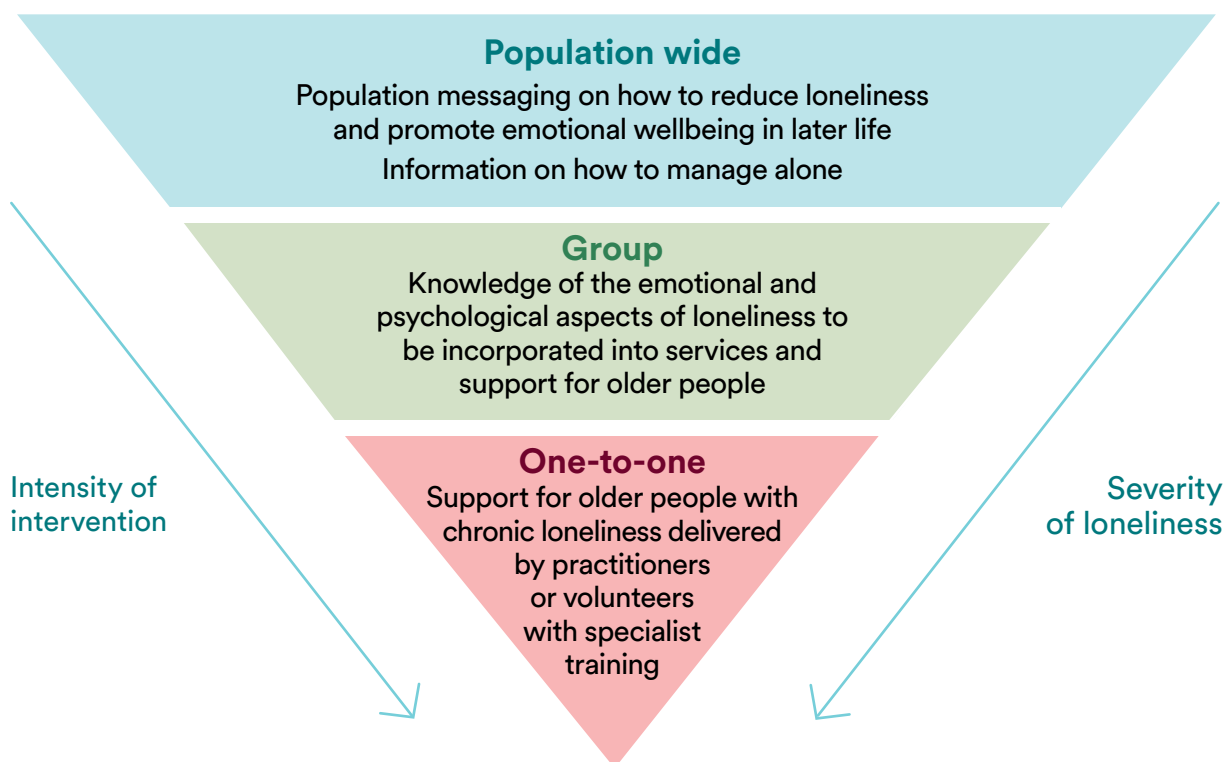 Population wide
Population messaging on how to reduce loneliness
and promote emotional wellbeing in later life
Information on how to manage alone
Group
Knowledge of the emotional and
psychological aspects of loneliness to
be incorporated into services and
support for older people
One-to-one
Support for older people with
chronic loneliness delivered
by practitioners
or volunteers
with specialist
training
Intensity of
intervention
Severity
of loneliness